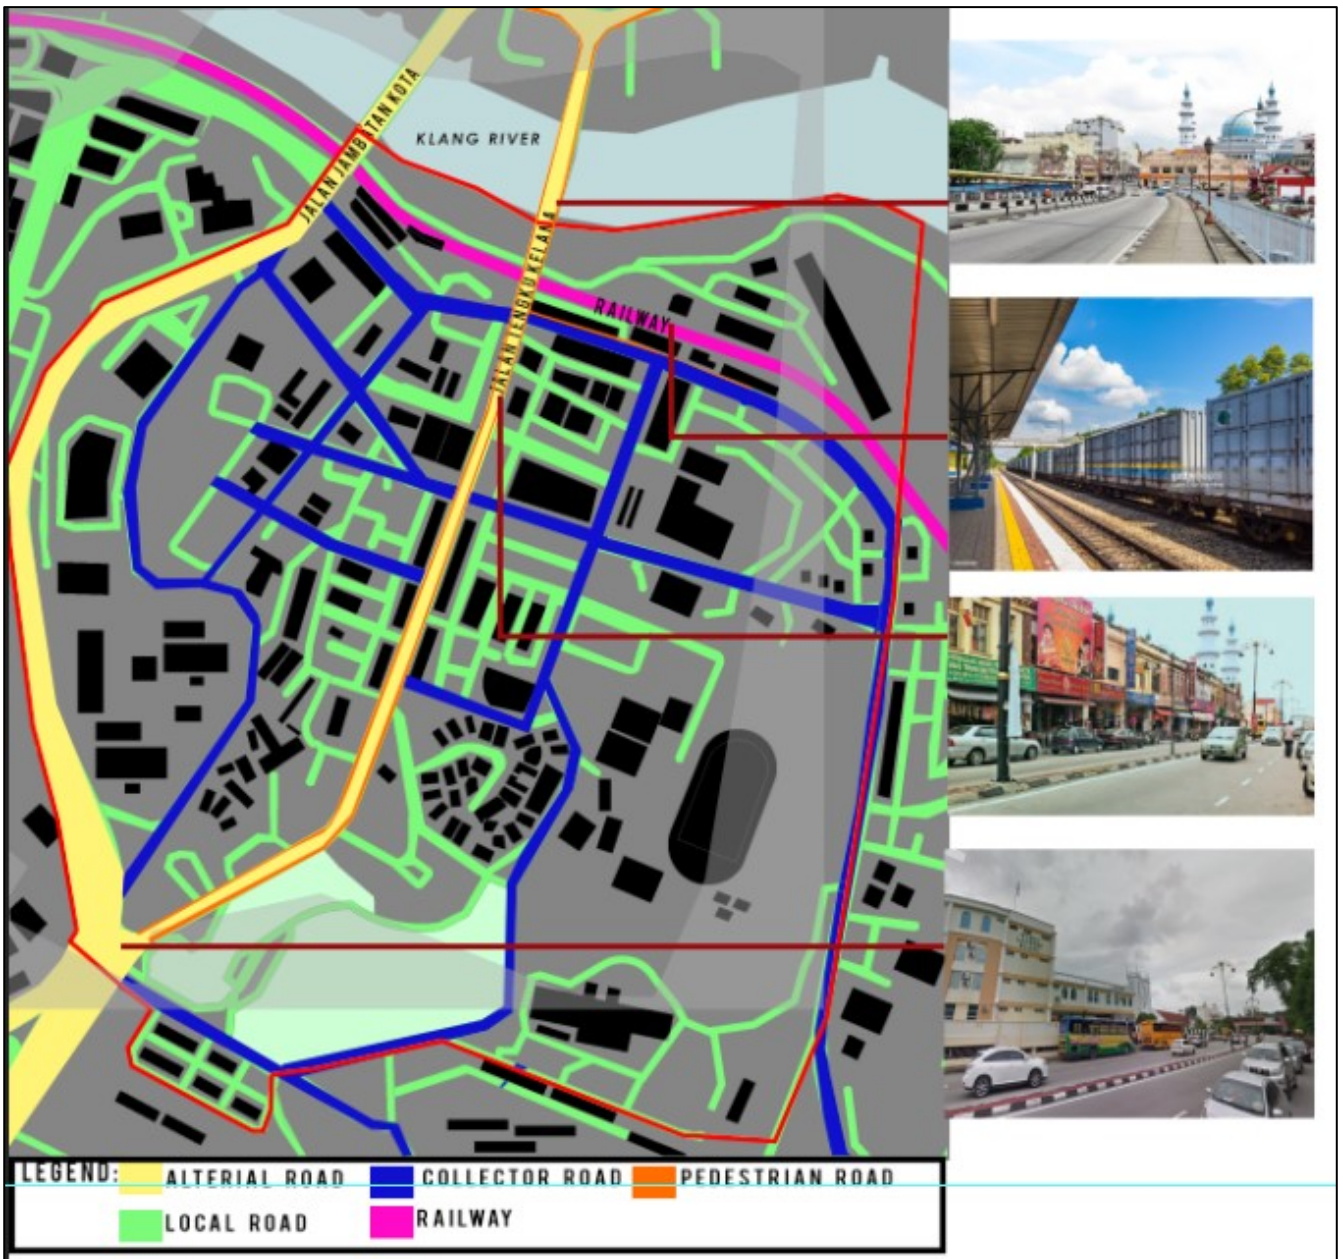 JALAN JAMBATAN KOTA
KLANG RIVER
JALAN TENGKU KELANA
RAILWAY
LEGEND:
ALTERIAL ROAD
COLLECTOR ROAD
PEDESTRIAN ROAD
LOCAL ROAD
RAILWAY